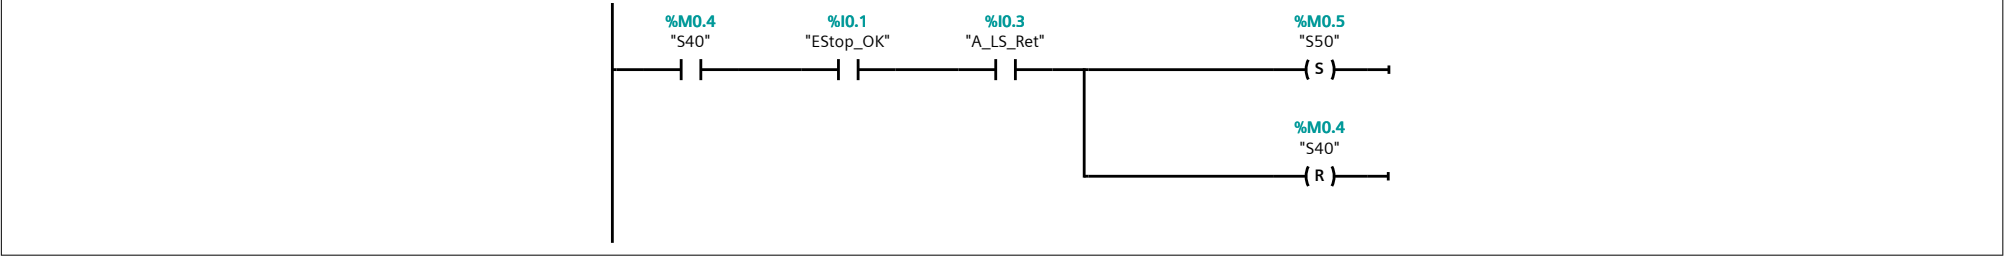 %M0.4 %I0.1 %I0.3 %M0.5
"S40" "EStop_OK" "A_LS_Ret" "S50"
S
%M0.4
"S40"
R